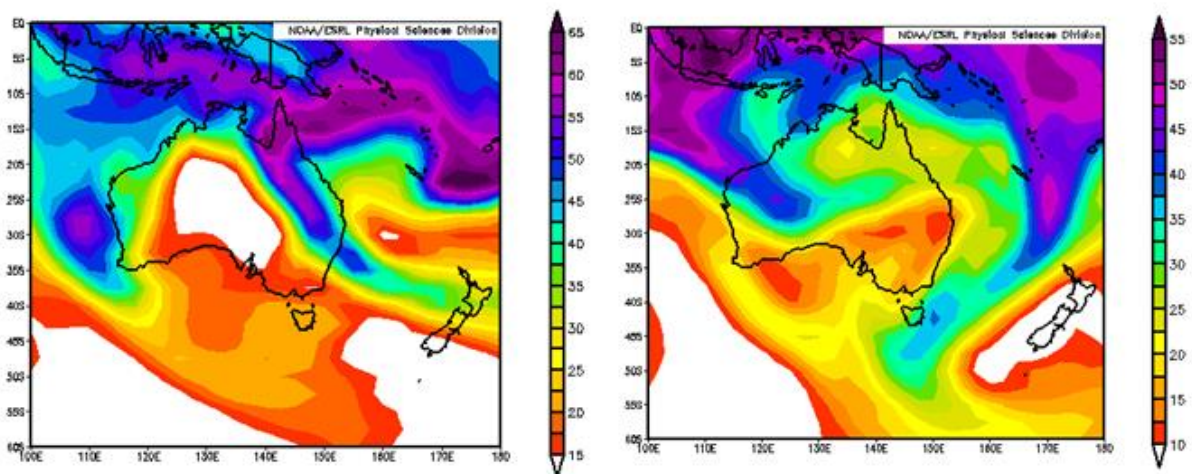 NOAA/ESRL Physical Sciences Division
EQ
5S
10S
15S
20S
25S
30S
35S
40S
45S
50S
55S
60S
100E 110E 120E 130E 140E 150E 160E 170E 180
65
60
55
50
45
40
35
30
25
20
15
NOAA/ESRL Physical Sciences Division
EQ
5S
10S
15S
20S
25S
30S
35S
40S
45S
50S
55S
60S
100E 110E 120E 130E 140E 150E 160E 170E 180
55
50
45
40
35
30
25
20
15
10